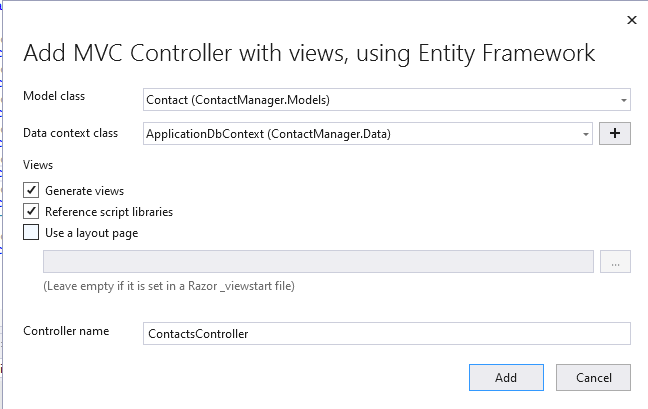 Add MVC Controller with views, using Entity Framework
Model class
Contact (ContactManager.Models)
Data context class
ApplicationDbContext (ContactManager.Data)
+
Views
Generate views
Reference script libraries
Use a layout page
...
(Leave empty if it is set in a Razor _viewstart file)
Controller name
ContactsController
Add
Cancel